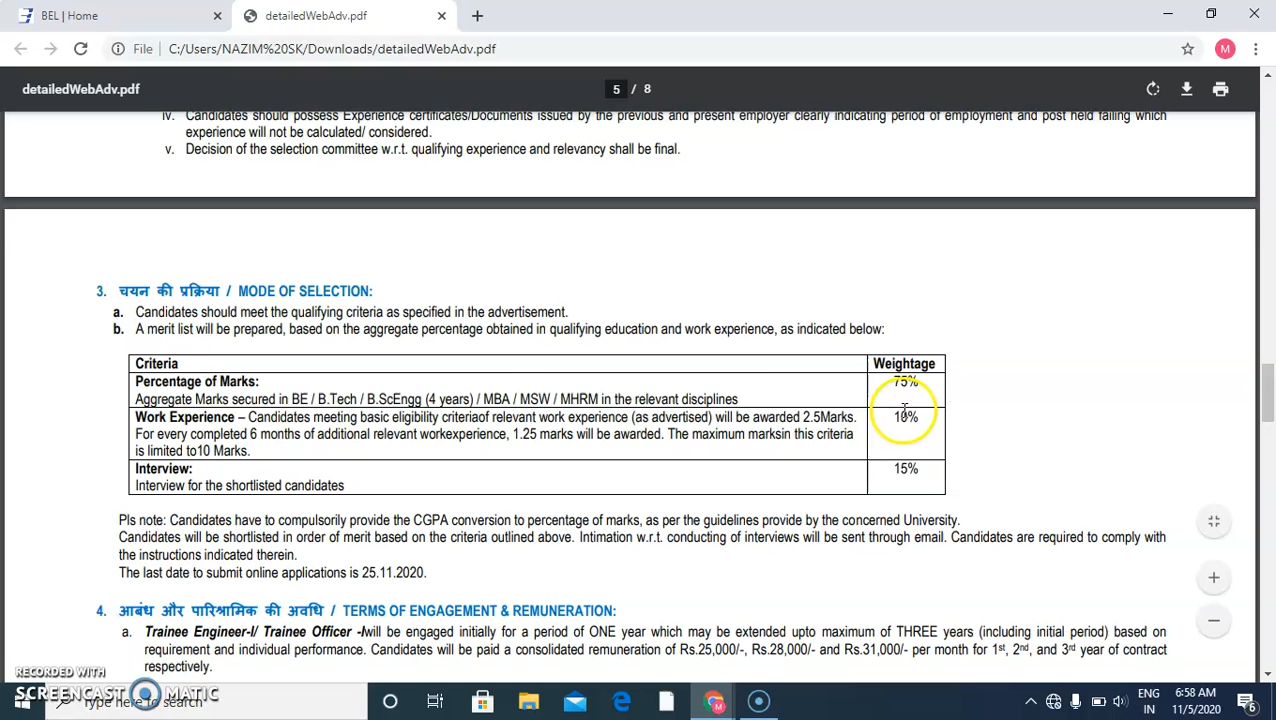 BEL | Home
detailedWebAdv.pdf
File C:/Users/NAZIM%20SK/Downloads/detailedWebAdv.pdf
M
detailedWebAdv.pdf
5 / 8
iv. Candidates should possess Experience certificates/Documents issued by the previous and present employer clearly indicating period of employment and post held failing which
experience will not be calculated/ considered.
v. Decision of the selection committee w.r.t. qualifying experience and relevancy shall be final.
3. चयन की प्रक्रिया / MODE OF SELECTION:
a. Candidates should meet the qualifying criteria as specified in the advertisement.
b. A merit list will be prepared, based on the aggregate percentage obtained in qualifying education and work experience, as indicated below:
Criteria Weightage
Percentage of Marks: 75%
Aggregate Marks secured in BE / B.Tech / B.ScEngg (4 years) / MBA / MSW / MHRM in the relevant disciplines
Work Experience – Candidates meeting basic eligibility criteriaof relevant work experience (as advertised) will be awarded 2.5Marks. 10%
For every completed 6 months of additional relevant workexperience, 1.25 marks will be awarded. The maximum marksin this criteria
is limited to10 Marks.
Interview: 15%
Interview for the shortlisted candidates
Pls note: Candidates have to compulsorily provide the CGPA conversion to percentage of marks, as per the guidelines provide by the concerned University.
Candidates will be shortlisted in order of merit based on the criteria outlined above. Intimation w.r.t. conducting of interviews will be sent through email. Candidates are required to comply with
the instructions indicated therein.
The last date to submit online applications is 25.11.2020.
4. आबंध और पारिश्रामिक की अवधि / TERMS OF ENGAGEMENT & REMUNERATION:
a. Trainee Engineer-I/ Trainee Officer -Iwill be engaged initially for a period of ONE year which may be extended upto maximum of THREE years (including initial period) based on
requirement and individual performance. Candidates will be paid a consolidated remuneration of Rs.25,000/-, Rs.28,000/- and Rs.31,000/- per month for 1st, 2nd, and 3rd year of contract
respectively.
RECORDED WITH
SCREENCAST MATIC
Type here to search
M
ENG
IN
6:58 AM
11/5/2020
6